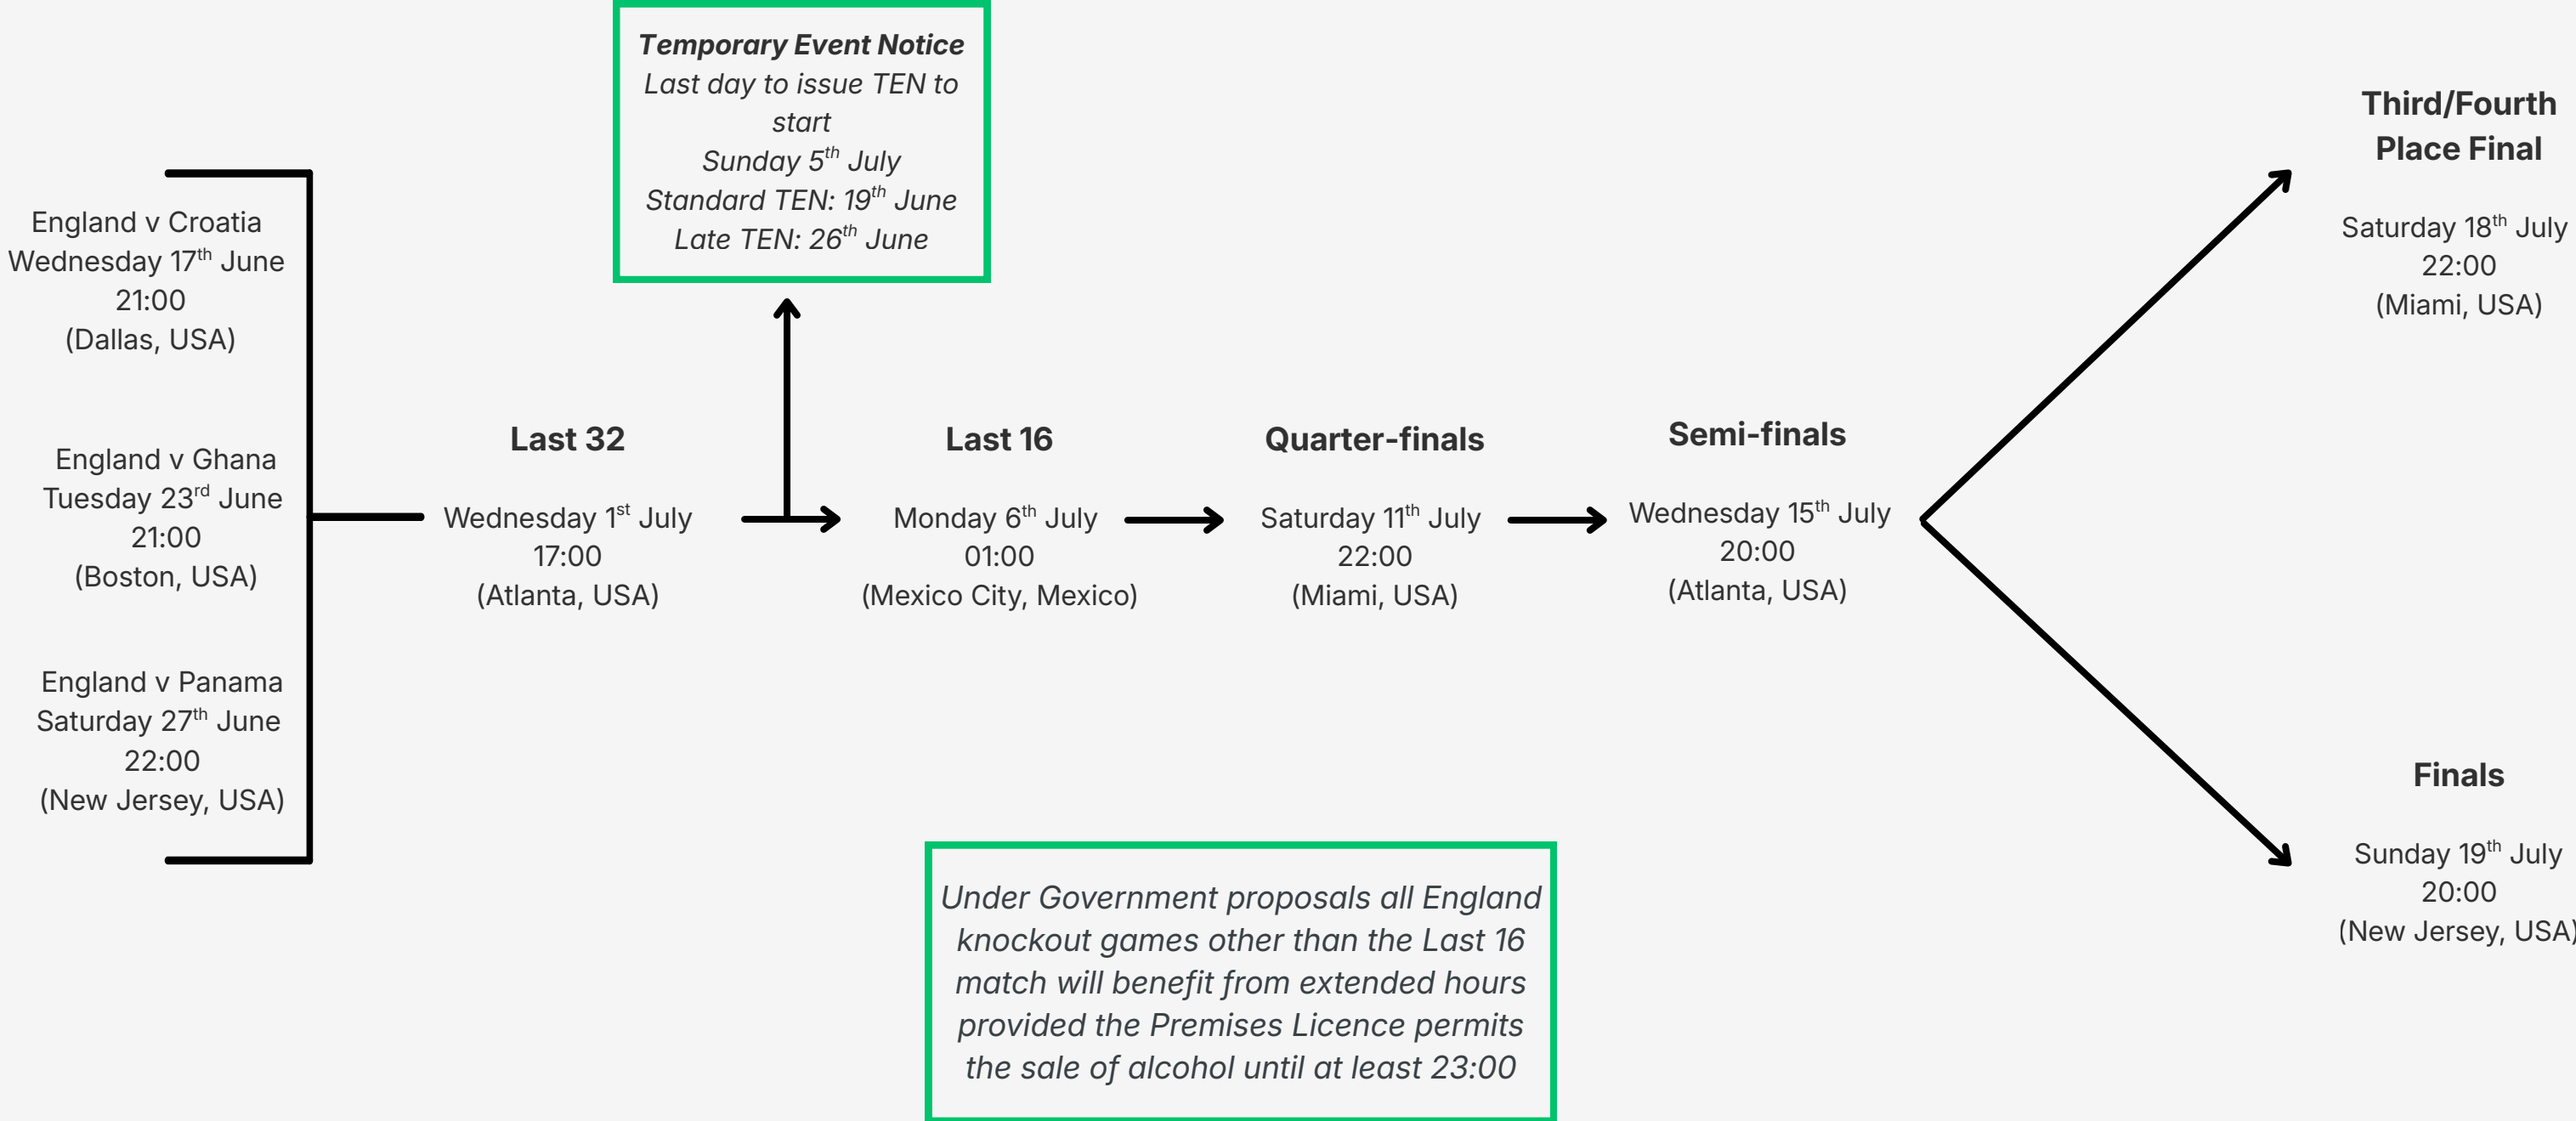 Temporary Event Notice
Last day to issue TEN to
start
Sunday 5th July
Standard TEN: 19th June
Late TEN: 26th June
England v Croatia
Wednesday 17th June
21:00
(Dallas, USA)
England v Ghana
Tuesday 23rd June
21:00
(Boston, USA)
England v Panama
Saturday 27th June
22:00
(New Jersey, USA)
Last 32
Wednesday 1st July
17:00
(Atlanta, USA)
Last 16
Monday 6th July
01:00
(Mexico City, Mexico)
Quarter-finals
Saturday 11th July
22:00
(Miami, USA)
Semi-finals
Wednesday 15th July
20:00
(Atlanta, USA)
Third/Fourth
Place Final
Saturday 18th July
22:00
(Miami, USA)
Finals
Sunday 19th July
20:00
(New Jersey, USA)
Under Government proposals all England
knockout games other than the Last 16
match will benefit from extended hours
provided the Premises Licence permits
the sale of alcohol until at least 23:00